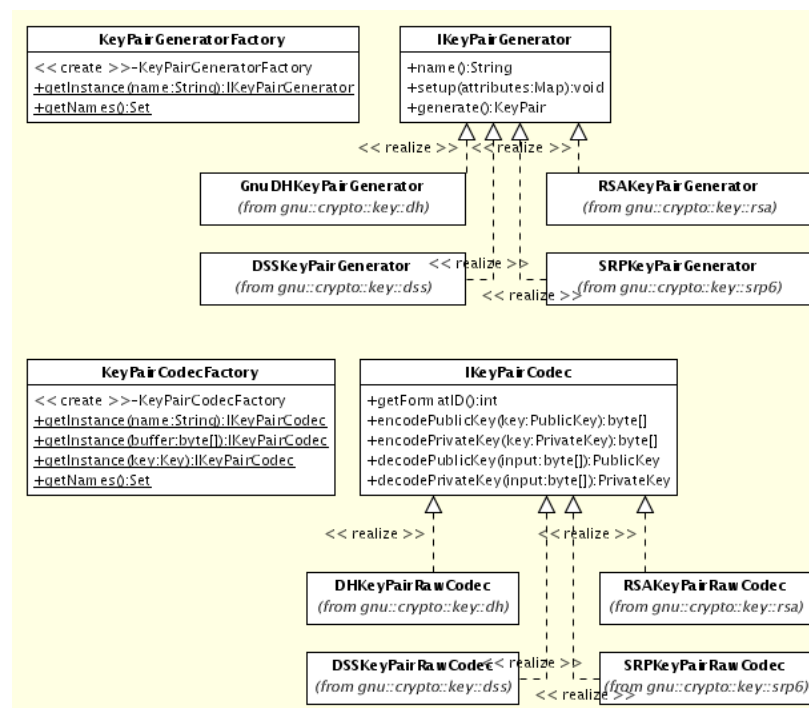 KeyPairGeneratorFactory
<< create >>-KeyPairGeneratorFactory
+getInstance(name:String):IKeyPairGenerator
+getNames():Set
IKeyPairGenerator
+name():String
+setup(attributes:Map):void
+generate():KeyPair
<< realize >>
<< realize >>
GnuDHKeyPairGenerator
(from gnu::crypto::key::dh)
RSAKeyPairGenerator
(from gnu::crypto::key::rsa)
DSSKeyPairGenerator
(from gnu::crypto::key::dss)
<< realize >>
<< realize >>
SRPKeyPairGenerator
(from gnu::crypto::key::srp6)
KeyPairCodecFactory
<< create >>-KeyPairCodecFactory
+getInstance(name:String):IKeyPairCodec
+getInstance(buffer:byte[]):IKeyPairCodec
+getInstance(key:Key):IKeyPairCodec
+getNames():Set
IKeyPairCodec
+getFormatID():int
+encodePublicKey(key:PublicKey):byte[]
+encodePrivateKey(key:PrivateKey):byte[]
+decodePublicKey(input:byte[]):PublicKey
+decodePrivateKey(input:byte[]):PrivateKey
<< realize >>
<< realize >>
DHKeyPairRawCodec
(from gnu::crypto::key::dh)
RSAKeyPairRawCodec
(from gnu::crypto::key::rsa)
DSSKeyPairRawCodec
(from gnu::crypto::key::dss)
<< realize >>
<< realize >>
SRPKeyPairRawCodec
(from gnu::crypto::key::srp6)